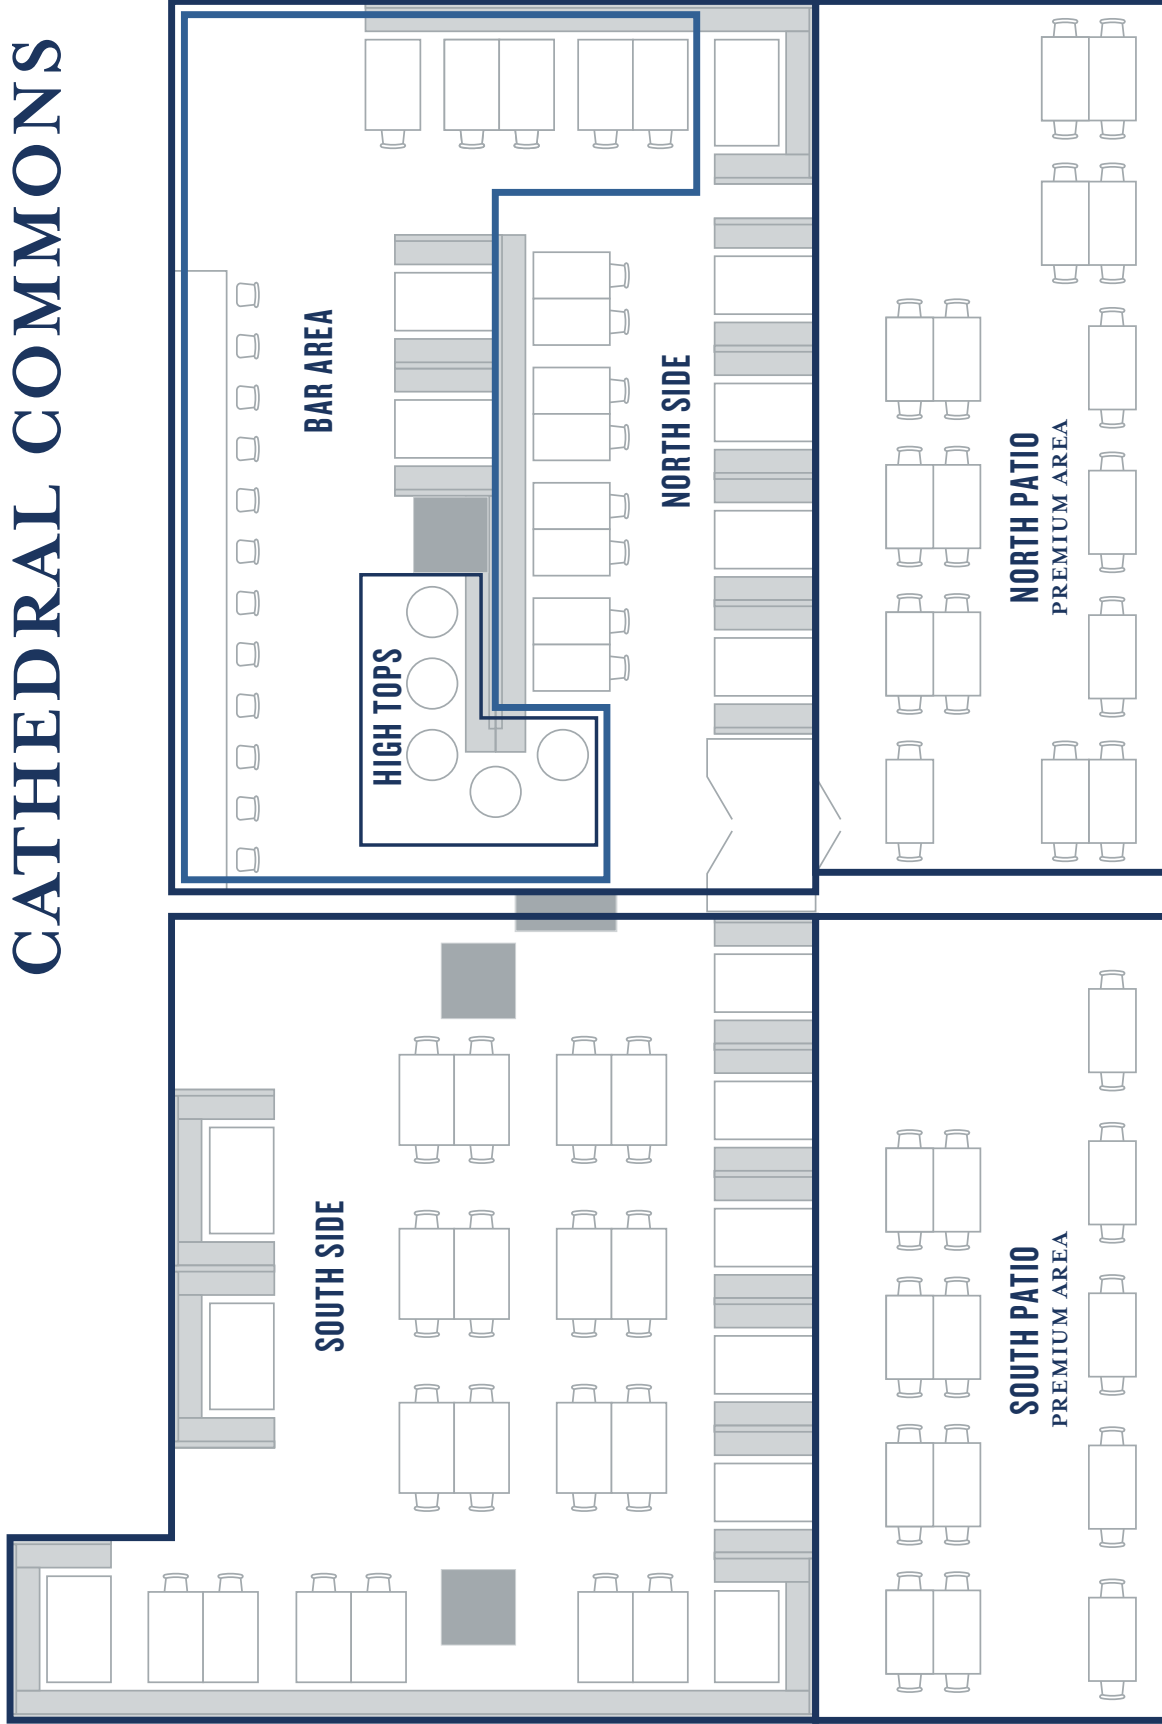 CATHEDRAL COMMONS
BAR AREA
HIGH TOPS
NORTH SIDE
NORTH PATIO
PREMIUM AREA
SOUTH SIDE
SOUTH PATIO
PREMIUM AREA